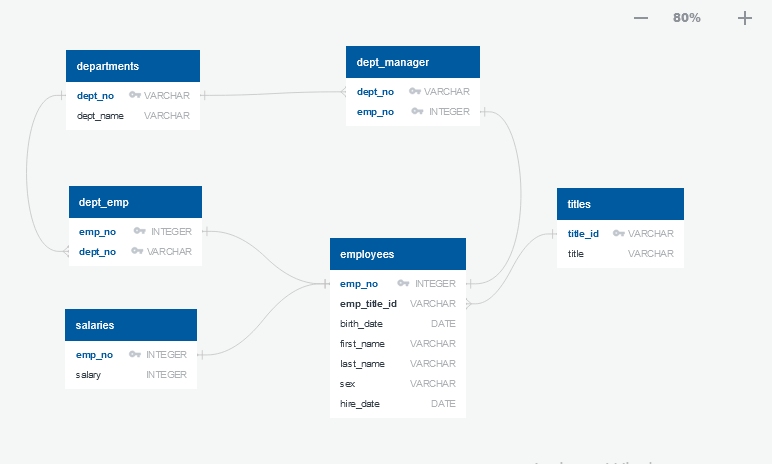 80%
departments
dept_no VARCHAR
dept_name VARCHAR
dept_manager
dept_no VARCHAR
emp_no INTEGER
dept_emp
emp_no INTEGER
dept_no VARCHAR
titles
title_id VARCHAR
title VARCHAR
employees
emp_no INTEGER
emp_title_id VARCHAR
birth_date DATE
first_name VARCHAR
last_name VARCHAR
sex VARCHAR
hire_date DATE
salaries
emp_no INTEGER
salary INTEGER